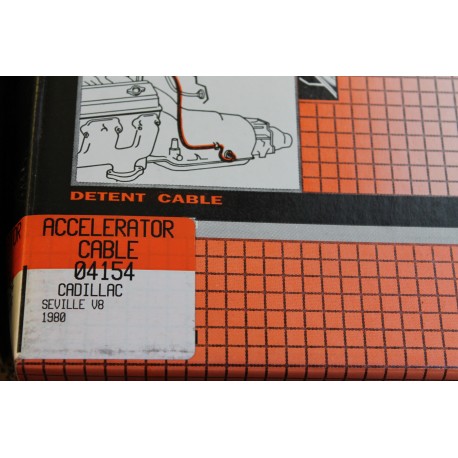 DETENT CABLE
ACCELERATOR
CABLE
04154
CADILLAC
SEVILLE V8
1980